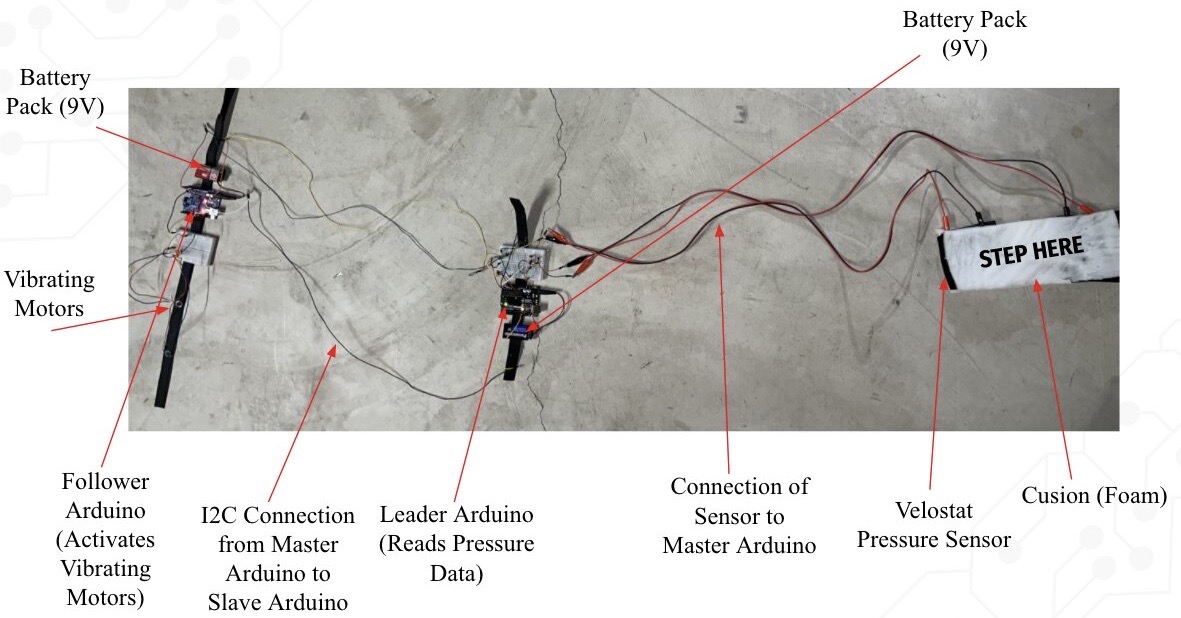 Battery Pack
(9V)
Battery
Pack (9V)
STEP HERE
Vibrating
Motors
Follower
Arduino
(Activates
Vibrating
Motors)
I2C Connection
from Master
Arduino to
Slave Arduino
Leader Arduino
(Reads Pressure
Data)
Connection of
Sensor to
Master Arduino
Velostat
Pressure Sensor
Cusion (Foam)